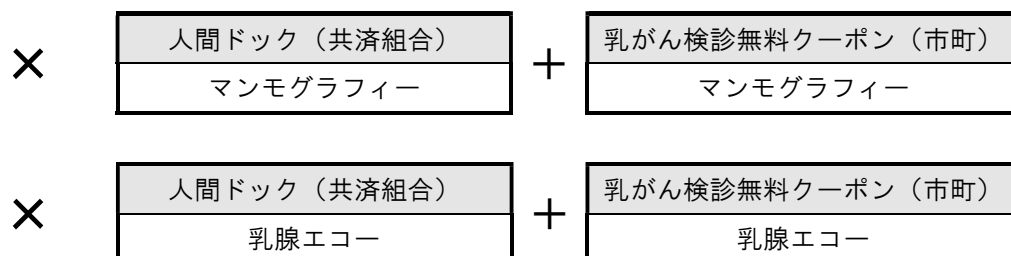 × 人間ドック（共済組合） ＋ 乳がん検診無料クーポン（市町）
マンモグラフィー マンモグラフィー
× 人間ドック（共済組合） ＋ 乳がん検診無料クーポン（市町）
乳腺エコー 乳腺エコー